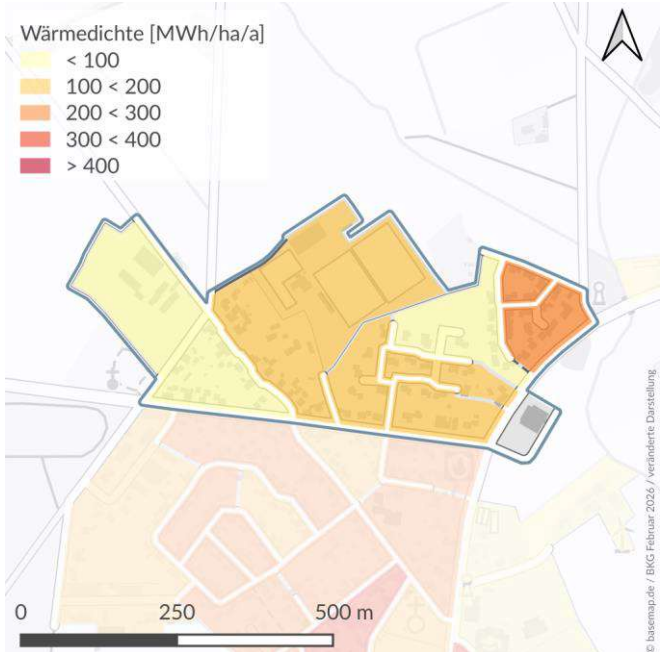 Wärmedichte [MWh/ha/a]
< 100
100 < 200
200 < 300
300 < 400
> 400
0 250 500 m
© basemap.de / BKG Februar 2026 / veränderte Darstellung